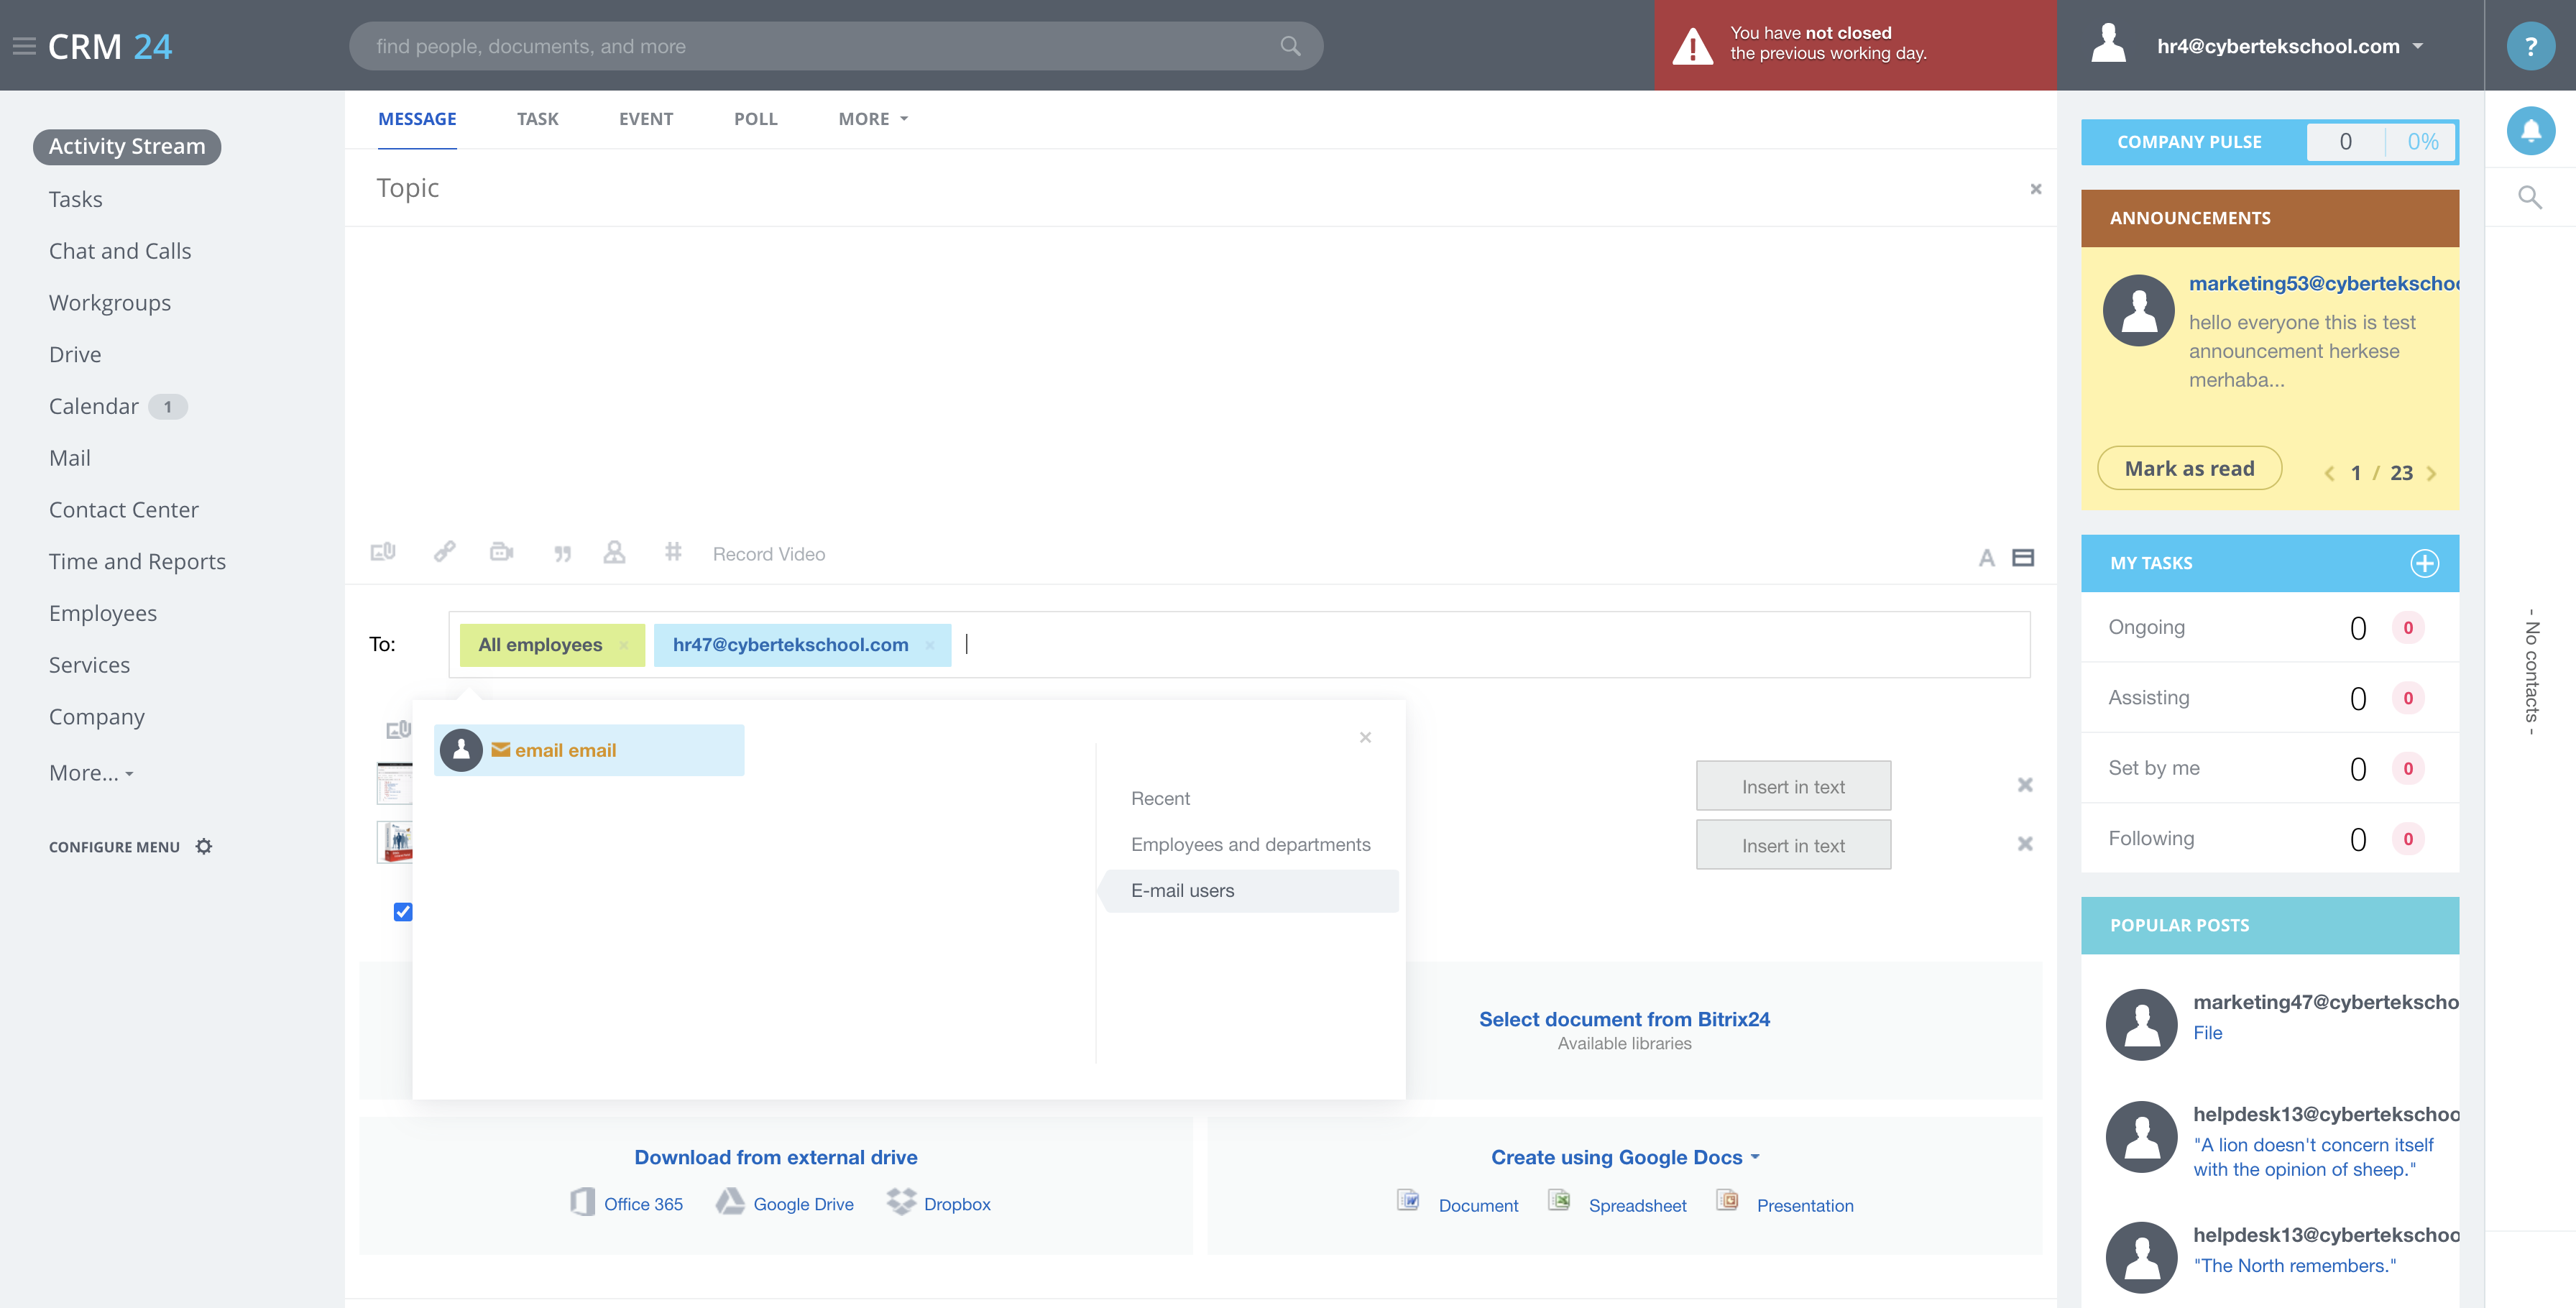 CRM 24
find people, documents, and more
You have not closed
the previous working day.
hr4@cybertekschool.com
?
Activity Stream
Tasks
Chat and Calls
Workgroups
Drive
Calendar 1
Mail
Contact Center
Time and Reports
Employees
Services
Company
More...
CONFIGURE MENU
MESSAGE TASK EVENT POLL MORE
Topic
Record Video
A
To: All employees hr47@cybertekschool.com
email email
Recent
Employees and departments
E-mail users
Insert in text
Insert in text
Select document from Bitrix24
Available libraries
Download from external drive
Office 365 Google Drive Dropbox
Create using Google Docs
Document Spreadsheet Presentation
COMPANY PULSE 0 0%
ANNOUNCEMENTS
marketing53@cybertekschoo
hello everyone this is test
announcement herkese
merhaba...
Mark as read 1 / 23
MY TASKS
Ongoing 0 0
Assisting 0 0
Set by me 0 0
Following 0 0
POPULAR POSTS
marketing47@cybertekscho
File
helpdesk13@cybertekschoo
"A lion doesn't concern itself
with the opinion of sheep."
helpdesk13@cybertekschoo
"The North remembers."
- No contacts -